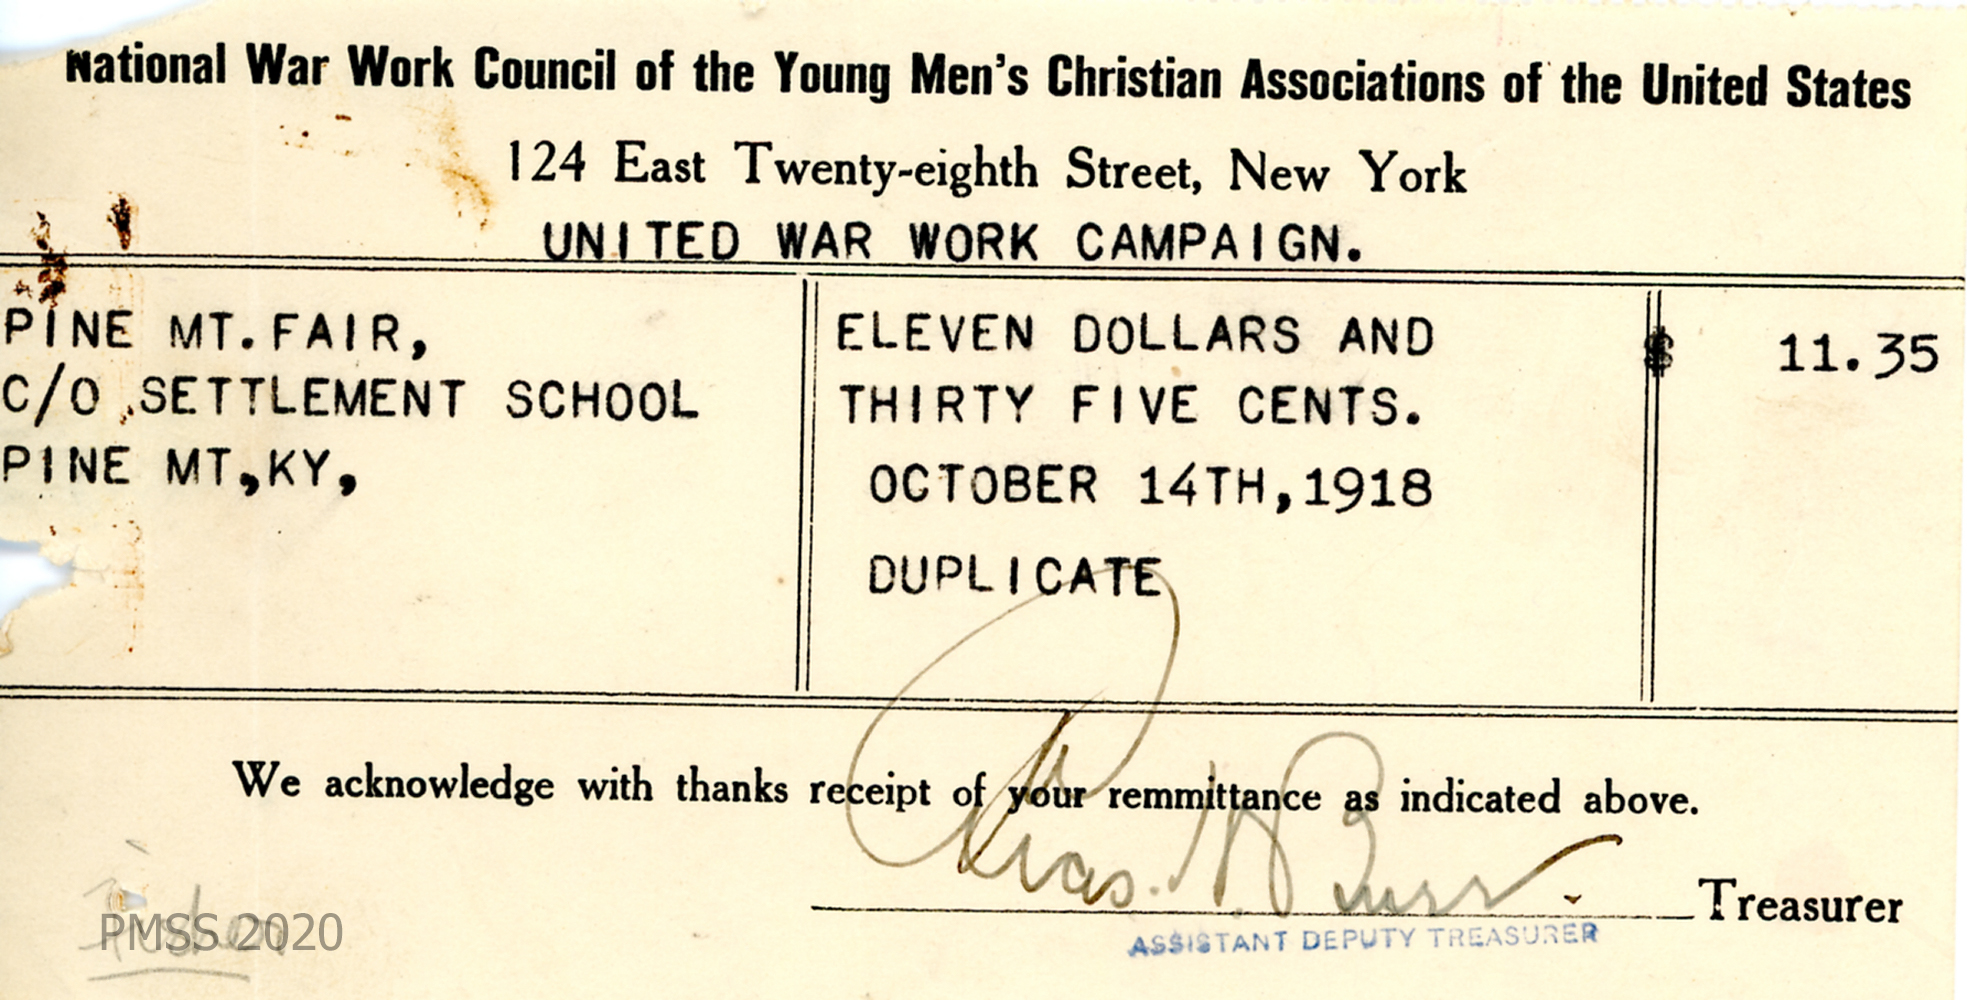 National War Work Council of the Young Men's Christian Associations of the United States
124 East Twenty-eighth Street, New York
UNITED WAR WORK CAMPAIGN.
PINE MT. FAIR,
C/O SETTLEMENT SCHOOL
PINE MT, KY,
ELEVEN DOLLARS AND
THIRTY FIVE CENTS.
OCTOBER 14TH, 1918
DUPLICATE
$ 11.35
We acknowledge with thanks receipt of your remmittance as indicated above.
Chas. H. Burr.
Treasurer
ASSISTANT DEPUTY TREASURER
PMSS 2020